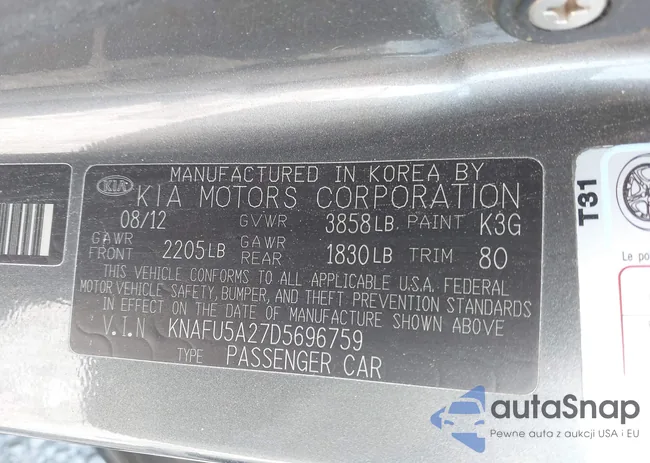 MANUFACTURED IN KOREA BY
KIA KIA MOTORS CORPORATION
08/12 GVWR 3858LB PAINT K3G
GAWR FRONT 2205LB GAWR REAR 1830LB TRIM 80
THIS VEHICLE CONFORMS TO ALL APPLICABLE U.S.A. FEDERAL
MOTOR VEHICLE SAFETY, BUMPER, AND THEFT PREVENTION STANDARDS
IN EFFECT ON THE DATE OF MANUFACTURE SHOWN ABOVE
V.I.N KNAFU5A27D5696759
TYPE PASSENGER CAR
T31
Le po
autaSnap
Pewne auta z aukcji USA i EU